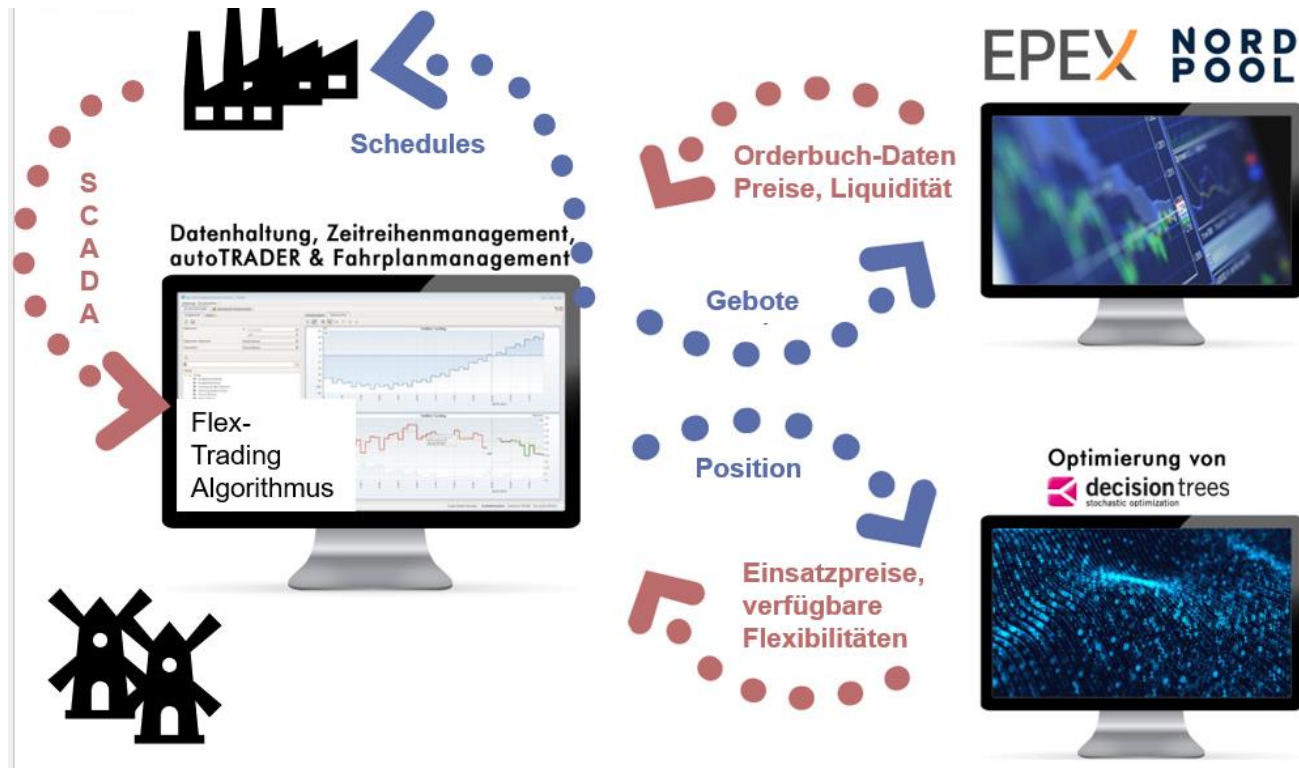 EPEX
NORD
POOL
Schedules
SCADA
Orderbuch-Daten
Preise, Liquidität
Datenhaltung, Zeitreihenmanagement,
autoTRADER & Fahrplanmanagement
Gebote
Flex-
Trading
Algorithmus
Position
Optimierung von
decision trees
stochastic optimization
Einsatzpreise,
verfügbare
Flexibilitäten